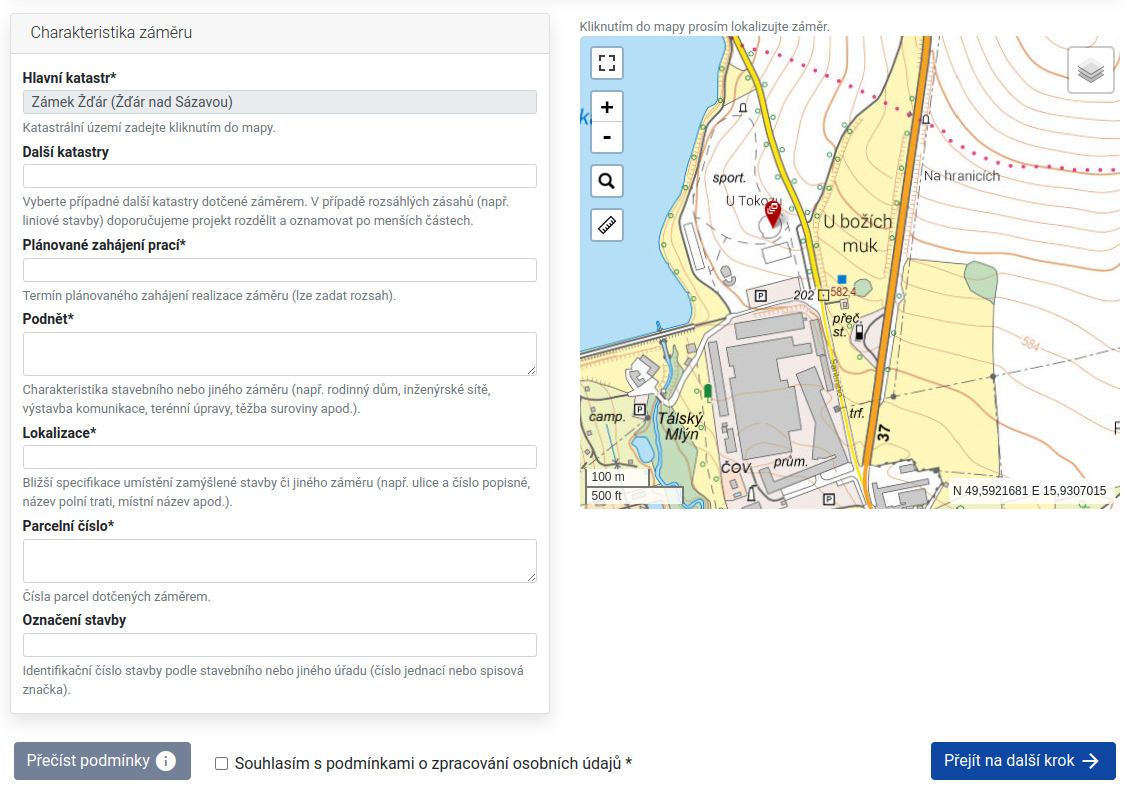 Charakteristika záměru
Hlavní katastr*
Zámek Žďár (Žďár nad Sázavou)
Katastrální území zadejte kliknutím do mapy.
Další katastry
Vyberte případné další katastry dotčené záměrem. V případě rozsáhlých zásahů (např.
liniové stavby) doporučujeme projekt rozdělit a oznamovat po menších částech.
Plánované zahájení prací*
Termín plánovaného zahájení realizace záměru (lze zadat rozsah).
Podnět*
Charakteristika stavebního nebo jiného záměru (např. rodinný dům, inženýrské sítě,
výstavba komunikace, terénní úpravy, těžba suroviny apod.).
Lokalizace*
Bližší specifikace umístění zamýšlené stavby či jiného záměru (např. ulice a číslo popisné,
název polní trati, místní název apod.).
Parcelní číslo*
Čísla parcel dotčených záměrem.
Označení stavby
Identifikační číslo stavby podle stavebního nebo jiného úřadu (číslo jednací nebo spisová
značka).
Kliknutím do mapy prosím lokalizujte záměr.
+
-
sport.
U Tokozu
Na hranicích
U božích
muk
P
202
582,4
přeč.
st.
584
camp.
P
Tálský
Mlýn
trf.
37
ČOV
prům.
P
100 m
500 ft
N 49,5921681 E 15,9307015
Přečíst podmínky i
Souhlasím s podmínkami o zpracování osobních údajů *
Přejít na další krok →